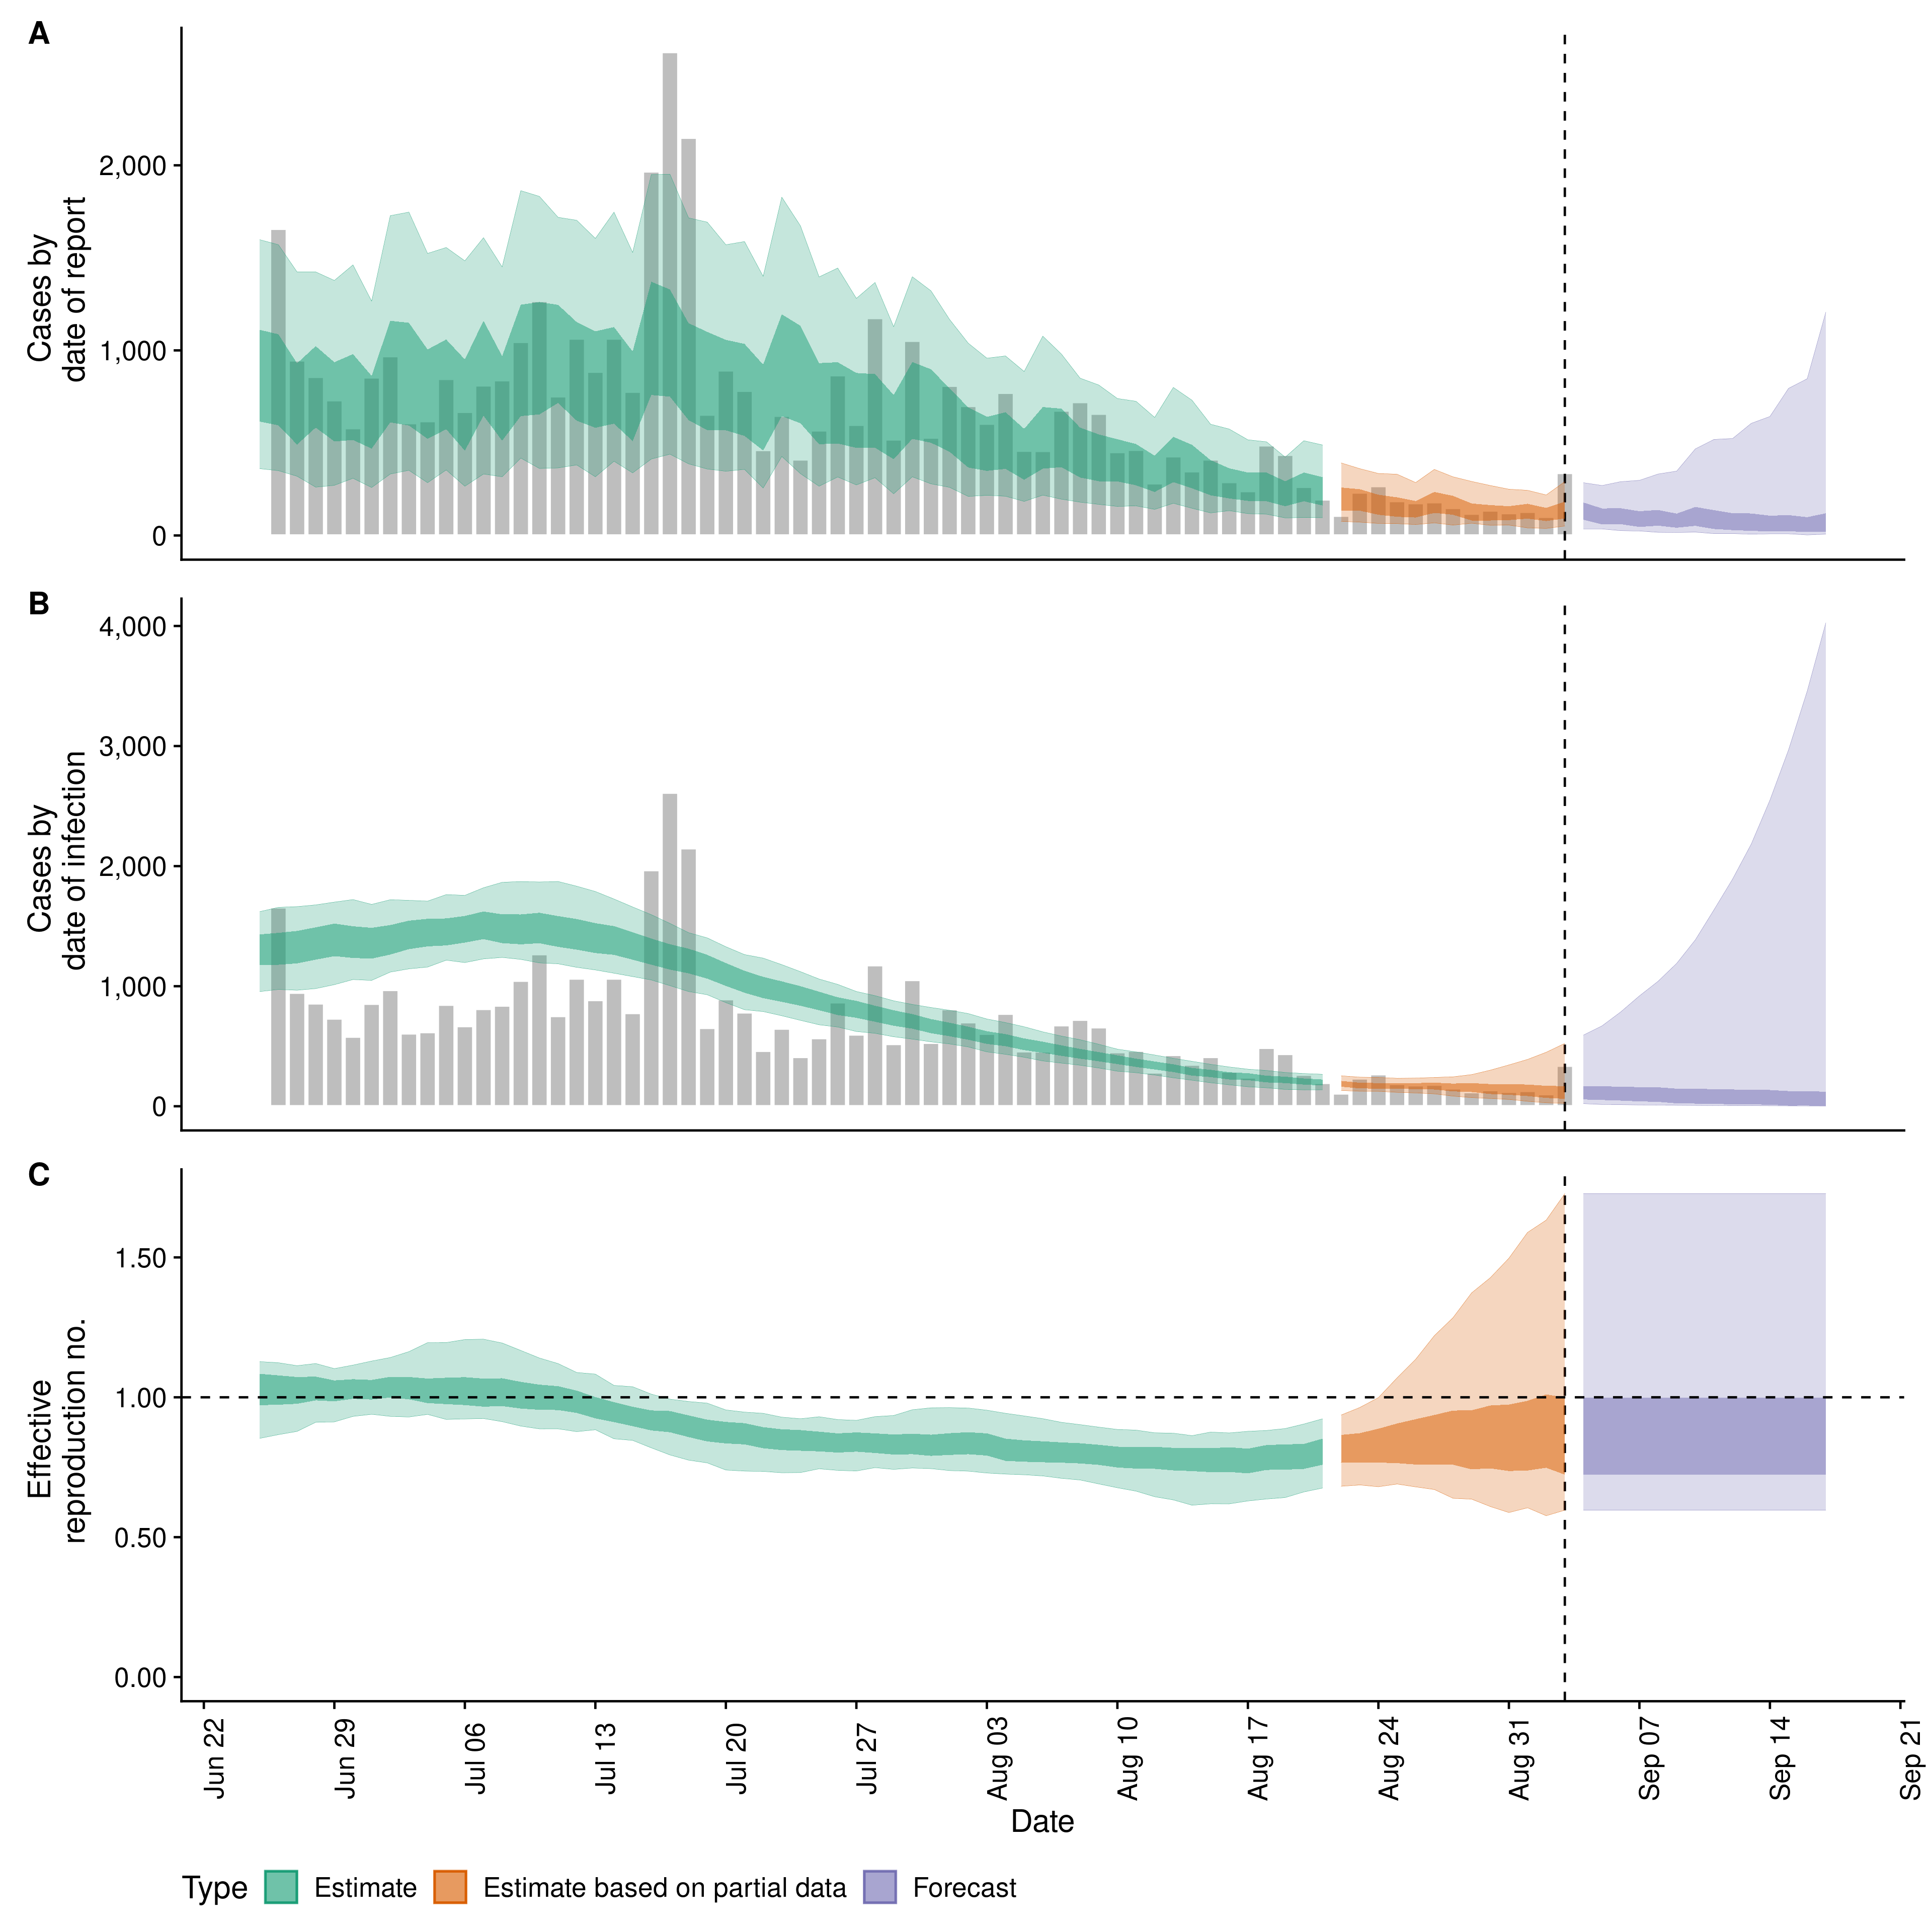 A
Cases by
date of report
2,000
1,000
0
B
Cases by
date of infection
4,000
3,000
2,000
1,000
0
C
Effective
reproduction no.
1.50
1.00
0.50
0.00
Jun 22
Jun 29
Jul 06
Jul 13
Jul 20
Jul 27
Aug 03
Aug 10
Aug 17
Aug 24
Aug 31
Sep 07
Sep 14
Sep 21
Date
Type Estimate Estimate based on partial data Forecast